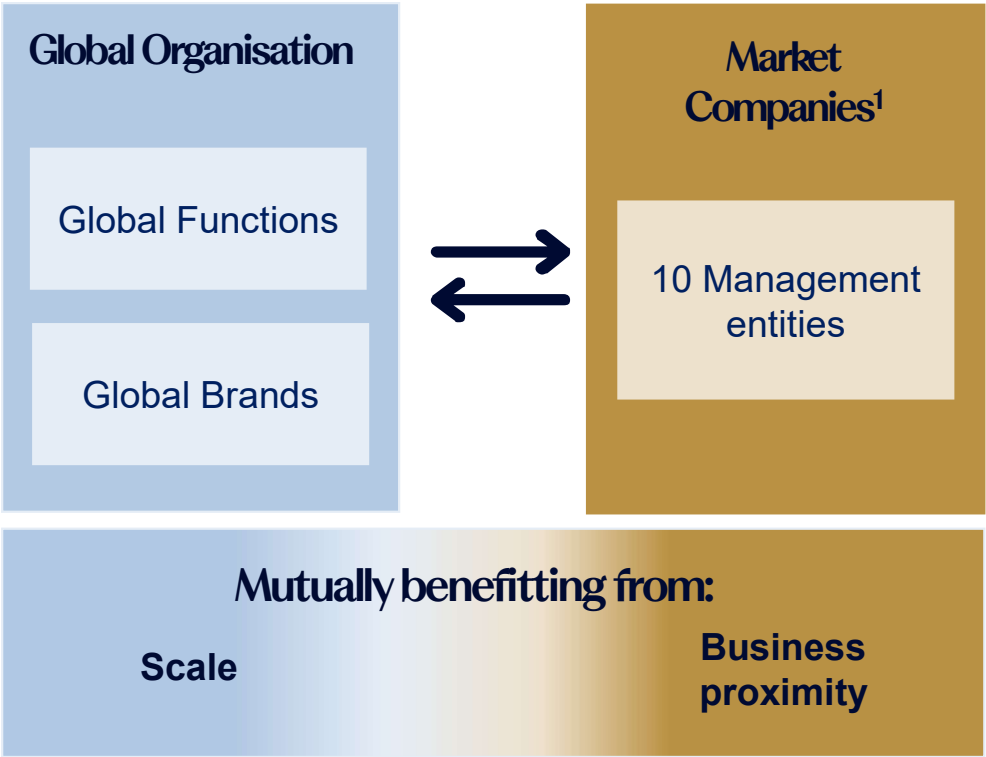 Global Organisation
Global Functions
Global Brands
Market
Companies¹
10 Management
entities
Mutually benefitting from:
Scale
Business
proximity